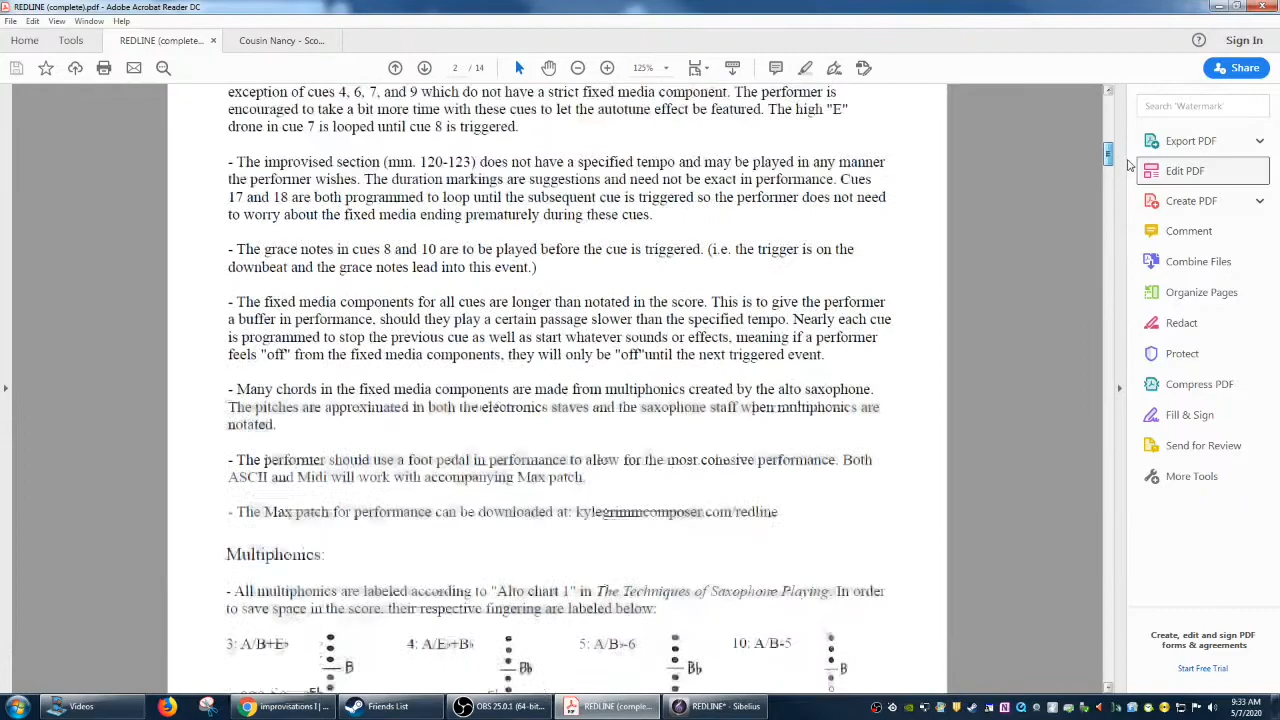 REDLINE (complete).pdf - Adobe Acrobat Reader DC
File Edit View Window Help
Home Tools REDLINE (complete... × Cousin Nancy - Sco... Sign In
2 / 14 125% Share
exception of cues 4, 6, 7, and 9 which do not have a strict fixed media component. The performer is
encouraged to take a bit more time with these cues to let the autotune effect be featured. The high "E"
drone in cue 7 is looped until cue 8 is triggered.
- The improvised section (mm. 120-123) does not have a specified tempo and may be played in any manner
the performer wishes. The duration markings are suggestions and need not be exact in performance. Cues
17 and 18 are both programmed to loop until the subsequent cue is triggered so the performer does not need
to worry about the fixed media ending prematurely during these cues.
- The grace notes in cues 8 and 10 are to be played before the cue is triggered. (i.e. the trigger is on the
downbeat and the grace notes lead into this event.)
- The fixed media components for all cues are longer than notated in the score. This is to give the performer
a buffer in performance, should they play a certain passage slower than the specified tempo. Nearly each cue
is programmed to stop the previous cue as well as start whatever sounds or effects, meaning if a performer
feels "off" from the fixed media components, they will only be "off"until the next triggered event.
- Many chords in the fixed media components are made from multiphonics created by the alto saxophone.
The pitches are approximated in both the electronics staves and the saxophone staff when multiphonics are
notated.
- The performer should use a foot pedal in performance to allow for the most cohesive performance. Both
ASCII and Midi will work with accompanying Max patch.
- The Max patch for performance can be downloaded at: kylegrimmcomposer.com/redline
Multiphonics:
- All multiphonics are labeled according to "Alto chart 1" in The Techniques of Saxophone Playing. In order
to save space in the score, their respective fingering are labeled below:
3: A/B+E♭ 4: A/E♭+B♭ 5: A/B♭-6 10: A/B-5
B B♭ B♭ B
Search 'Watermark'
Export PDF
Edit PDF
Create PDF
Comment
Combine Files
Organize Pages
Redact
Protect
Compress PDF
Fill & Sign
Send for Review
More Tools
Create, edit and sign PDF
forms & agreements
Start Free Trial
Videos improvisations I | ... Friends List OBS 25.0.1 (64-bit... REDLINE (comple... REDLINE* - Sibelius
9:33 AM
5/7/2020